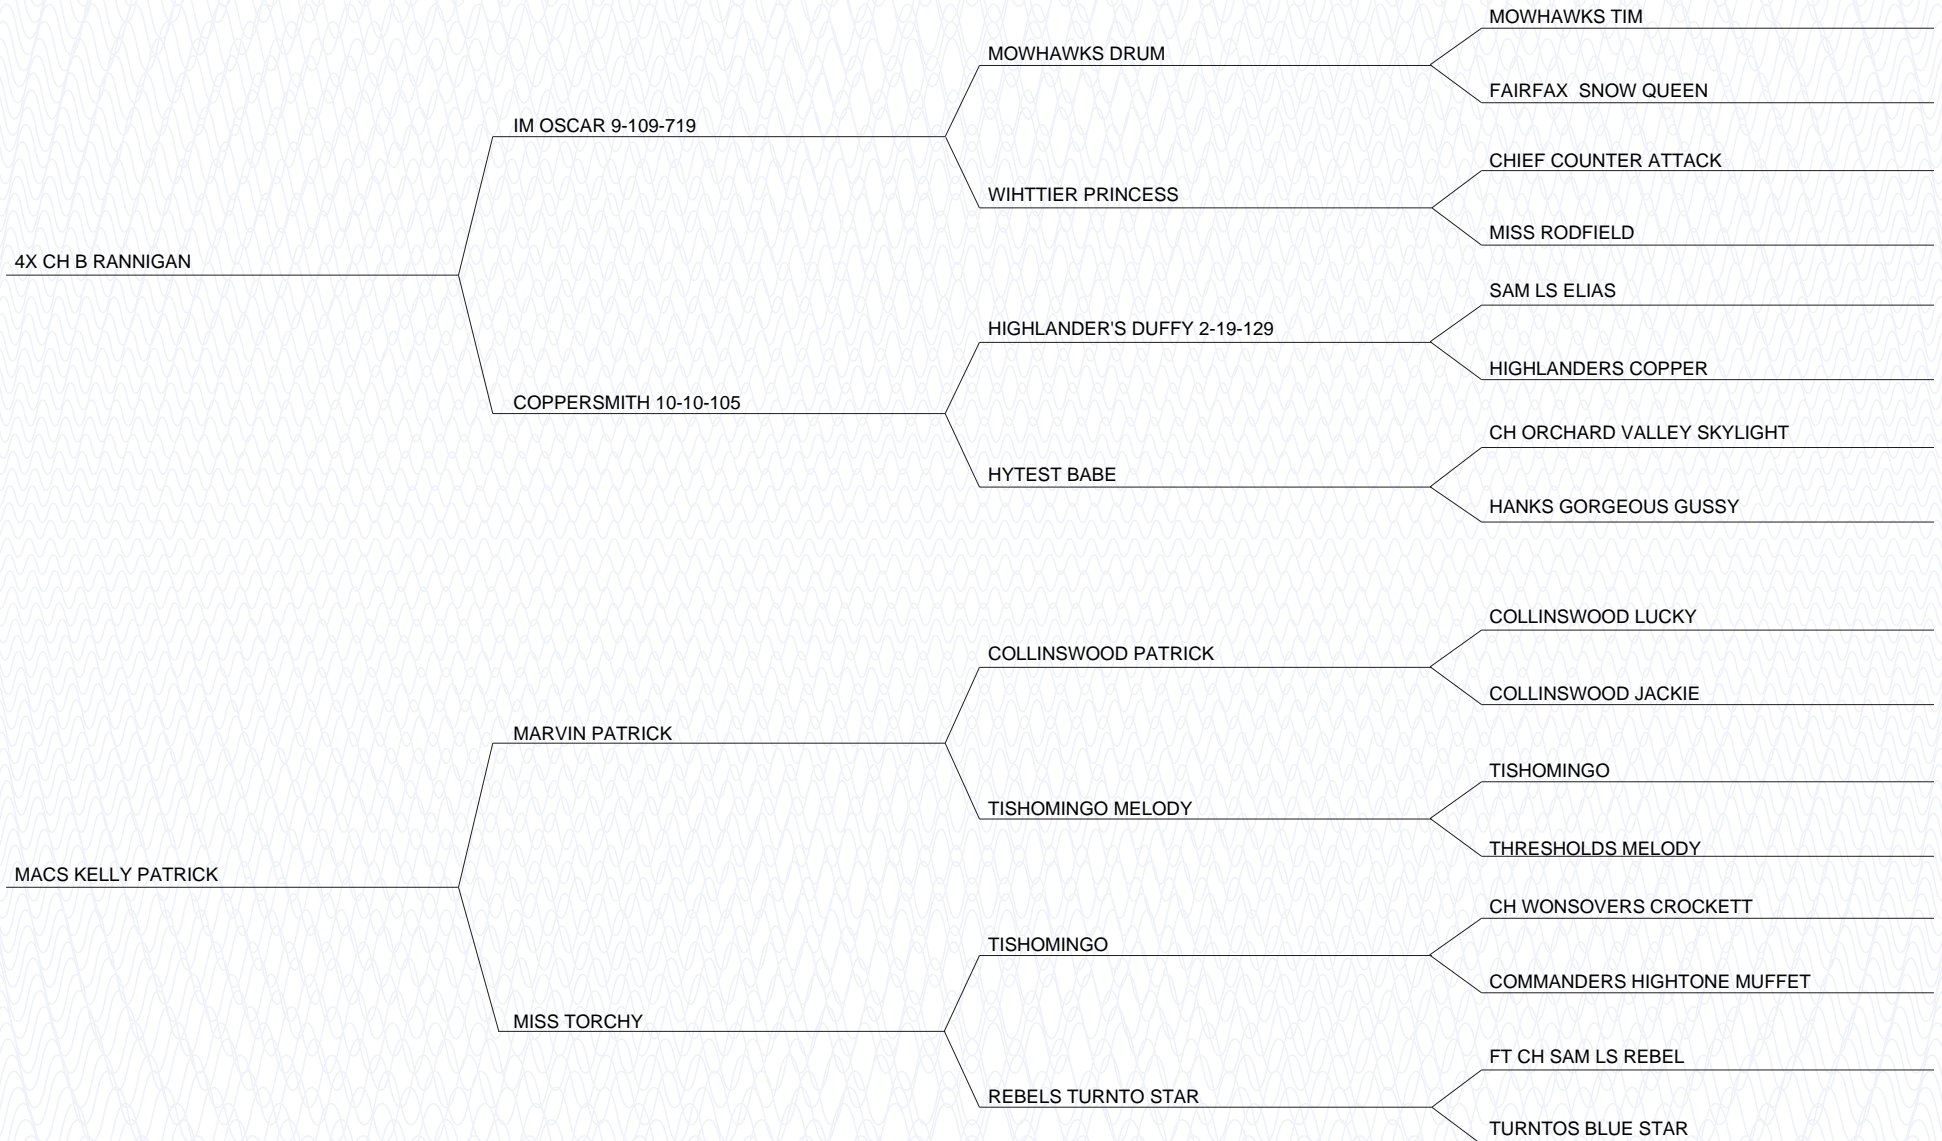 MOWHAWKS TIM
MOWHAWKS DRUM
FAIRFAX  SNOW QUEEN
IM OSCAR 9-109-719
CHIEF COUNTER ATTACK
WIHTTIER PRINCESS
MISS RODFIELD
4X CH B RANNIGAN
SAM LS ELIAS
HIGHLANDER'S DUFFY 2-19-129
HIGHLANDERS COPPER
COPPERSMITH 10-10-105
CH ORCHARD VALLEY SKYLIGHT
HYTEST BABE
HANKS GORGEOUS GUSSY
COLLINSWOOD LUCKY
COLLINSWOOD PATRICK
COLLINSWOOD JACKIE
MARVIN PATRICK
TISHOMINGO
TISHOMINGO MELODY
THRESHOLDS MELODY
MACS KELLY PATRICK
CH WONSOVERS CROCKETT
TISHOMINGO
COMMANDERS HIGHTONE MUFFET
MISS TORCHY
FT CH SAM LS REBEL
REBELS TURNTO STAR
TURNTOS BLUE STAR